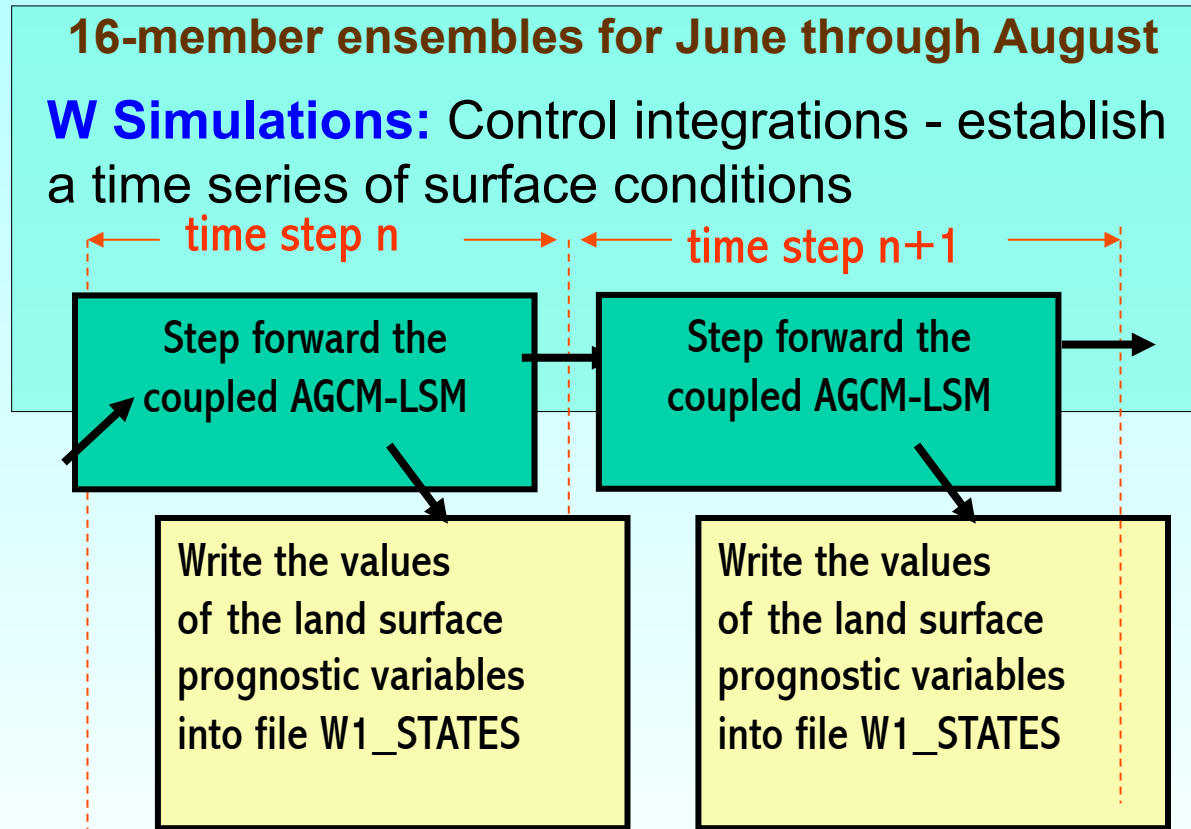 16-member ensembles for June through August
W Simulations: Control integrations - establish
a time series of surface conditions
time step n
time step n+1
Step forward the
coupled AGCM-LSM
Step forward the
coupled AGCM-LSM
Write the values
of the land surface
prognostic variables
into file W1_STATES
Write the values
of the land surface
prognostic variables
into file W1_STATES